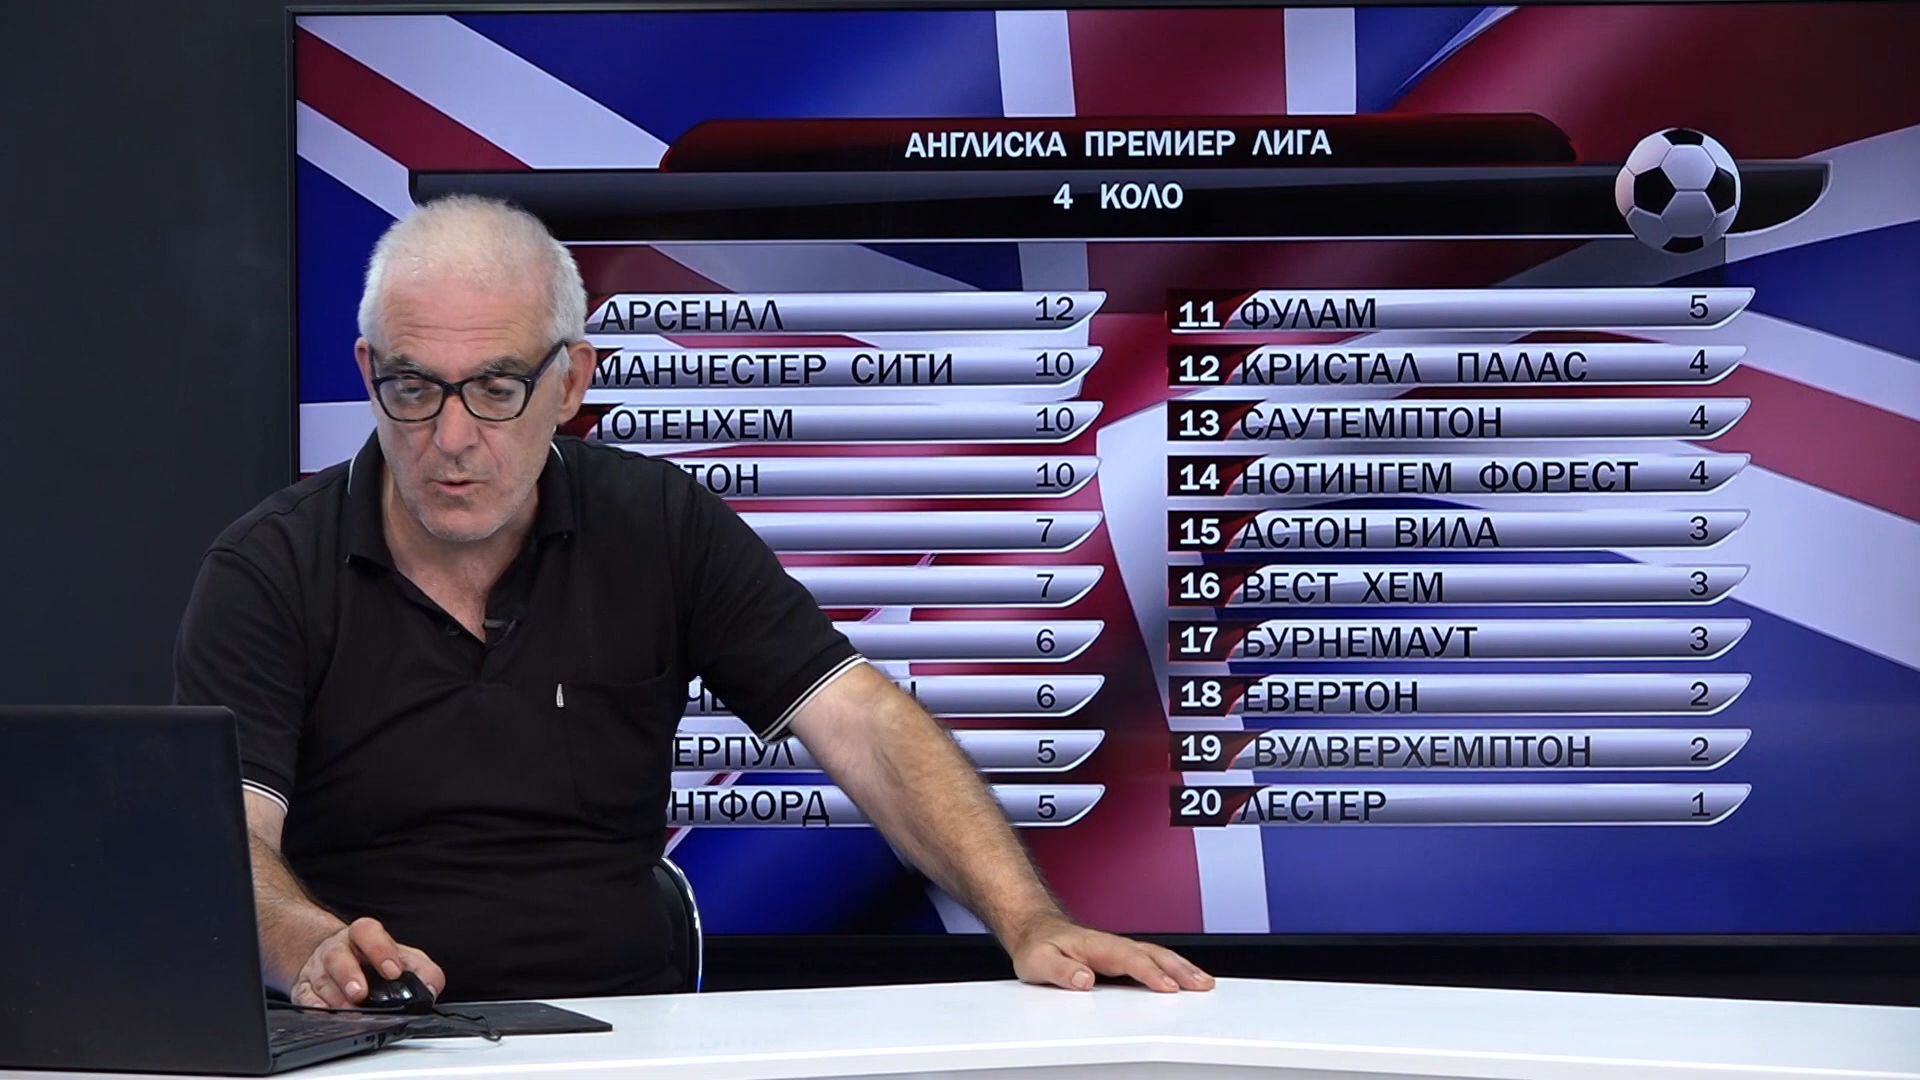 АНГЛИСКА ПРЕМИЕР ЛИГА
4 КОЛО
АРСЕНАЛ 12
МАНЧЕСТЕР СИТИ 10
ТОТЕНХЕМ 10
10
7
7
6
6
5
5
11 ФУЛАМ 5
12 КРИСТАЛ ПАЛАС 4
13 САУТЕМПТОН 4
14 НОТИНГЕМ ФОРЕСТ 4
15 АСТОН ВИЛА 3
16 ВЕСТ ХЕМ 3
17 БУРНЕМАУТ 3
18 ЕВЕРТОН 2
19 ВУЛВЕРХЕМПТОН 2
20 ЛЕСТЕР 1